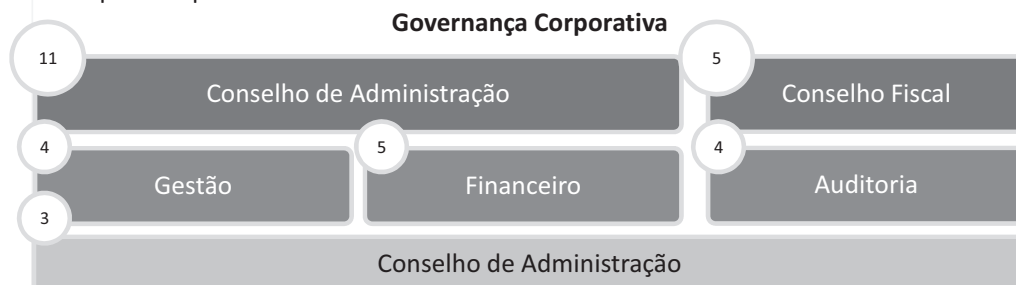 Governança Corporativa
11
5
Conselho de Administração
Conselho Fiscal
4
5
4
Gestão
Financeiro
Auditoria
3
Conselho de Administração